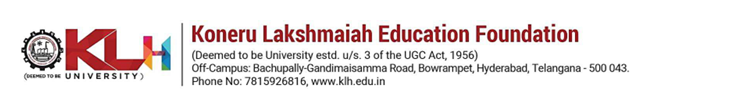 KLH
(DEEMED TO BE UNIVERSITY)
Koneru Lakshmaiah Education Foundation
(Deemed to be University estd. u/s. 3 of the UGC Act, 1956)
Off-Campus: Bachupally-Gandimaisamma Road, Bowrampet, Hyderabad, Telangana - 500 043.
Phone No: 7815926816, www.klh.edu.in